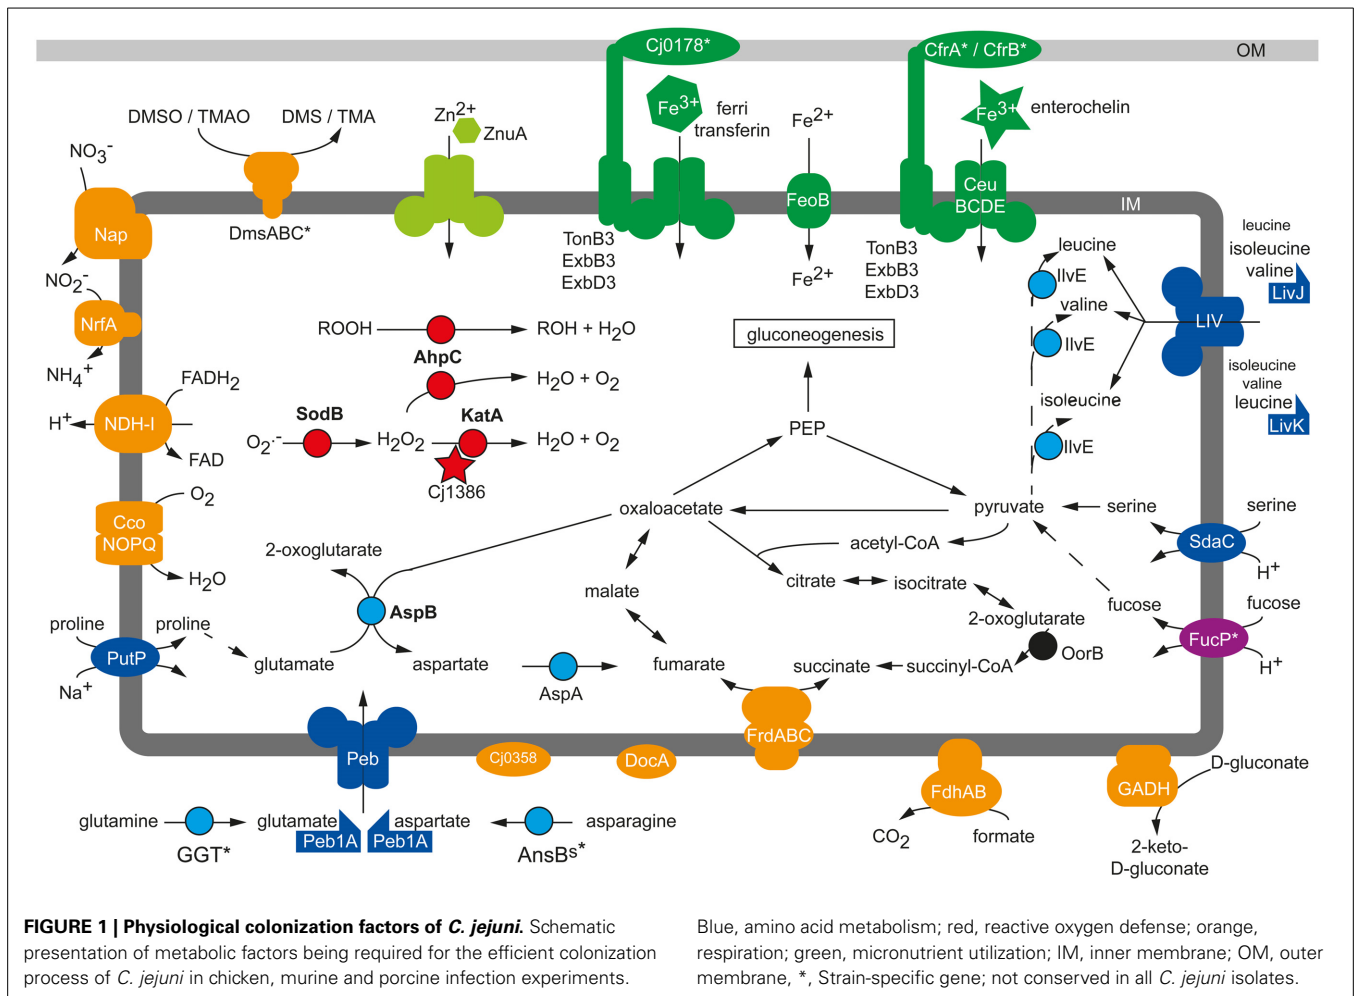 Cj0178*
CfrA* / CfrB*
OM
DMSO / TMAO
DMS / TMA
Zn2+
ZnuA
Fe3+
ferri
transferin
Fe2+
Fe3+
enterochelin
NO3-
Nap
DmsABC*
FeoB
Ceu
BCDE
IM
leucine
isoleucine
valine
LivJ
TonB3
ExbB3
ExbD3
TonB3
ExbB3
ExbD3
leucine
IlvE
valine
IlvE
LIV
NO2-
NrfA
NH4+
Fe2+
ROOH
ROH + H2O
AhpC
H2O + O2
gluconeogenesis
isoleucine
valine
leucine
LivK
isoleucine
IlvE
FADH2
H+
NDH-I
FAD
SodB
KatA
O2.-
H2O2
H2O + O2
Cj1386
PEP
O2
Cco
NOPQ
H2O
oxaloacetate
pyruvate
serine
serine
SdaC
H+
2-oxoglutarate
acetyl-CoA
citrate
isocitrate
malate
AspB
2-oxoglutarate
OorB
fucose
fucose
FucP*
H+
proline
proline
PutP
Na+
glutamate
aspartate
AspA
fumarate
succinate
succinyl-CoA
Peb
Cj0358
DocA
FrdABC
FdhAB
CO2
formate
GADH
D-gluconate
2-keto-
D-gluconate
glutamine
GGT*
glutamate
Peb1A
aspartate
Peb1A
AnsBs*
asparagine
FIGURE 1 | Physiological colonization factors of C. jejuni. Schematic
presentation of metabolic factors being required for the efficient colonization
process of C. jejuni in chicken, murine and porcine infection experiments.
Blue, amino acid metabolism; red, reactive oxygen defense; orange,
respiration; green, micronutrient utilization; IM, inner membrane; OM, outer
membrane, *, Strain-specific gene; not conserved in all C. jejuni isolates.